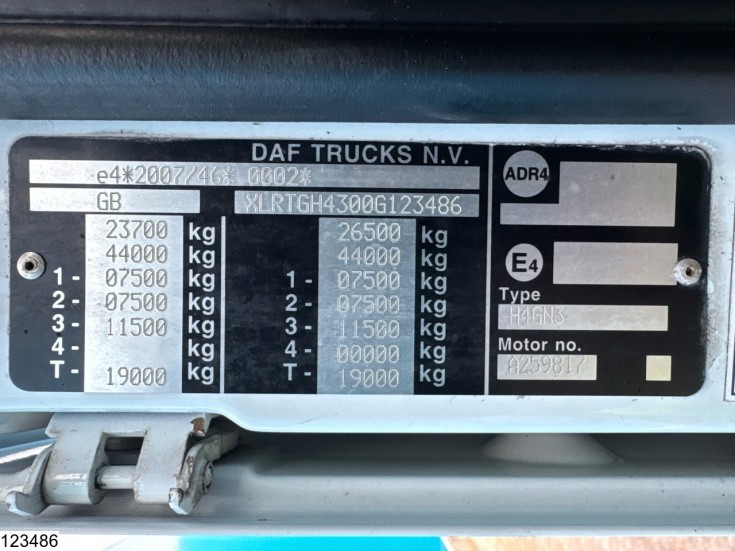 DAF TRUCKS N.V.
e4*2007/46* 0002*
GB XLRTGH4300G123486
23700 kg 26500 kg
44000 kg 44000 kg
1- 07500 kg 1- 07500 kg
2- 07500 kg 2- 07500 kg
3- 11500 kg 3- 11500 kg
4- kg 4- 00000 kg
T- 19000 kg T- 19000 kg
ADR4
E4
Type
H4GN3
Motor no.
A259817
123486